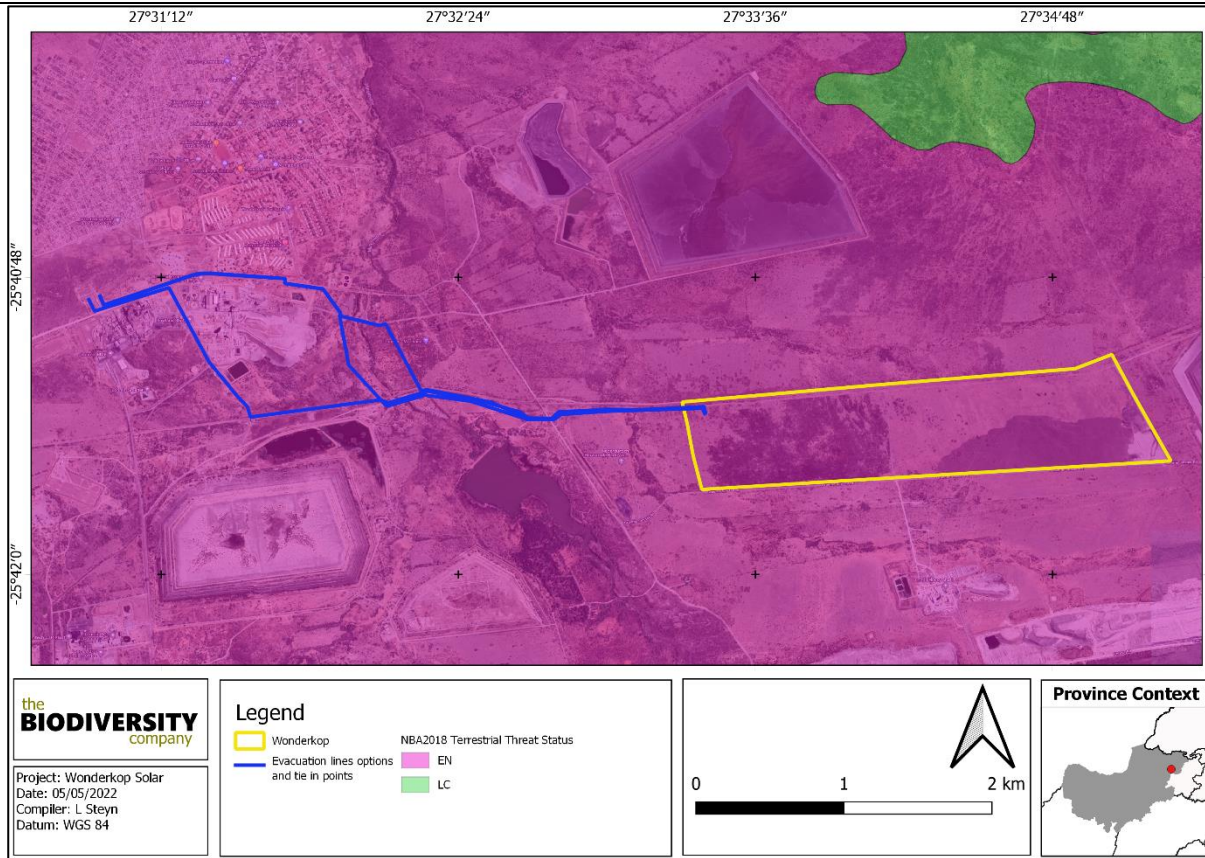 27°31'12" 27°32'24" 27°33'36" 27°34'48"
-25°40'48"
-25°42'0"
the
BIODIVERSITY
company
Project: Wonderkop Solar
Date: 05/05/2022
Compiler: L Steyn
Datum: WGS 84
Legend
Wonderkop
Evacuation lines options
and tie in points
NBA2018 Terrestrial Threat Status
EN
LC
0 1 2 km
Province Context